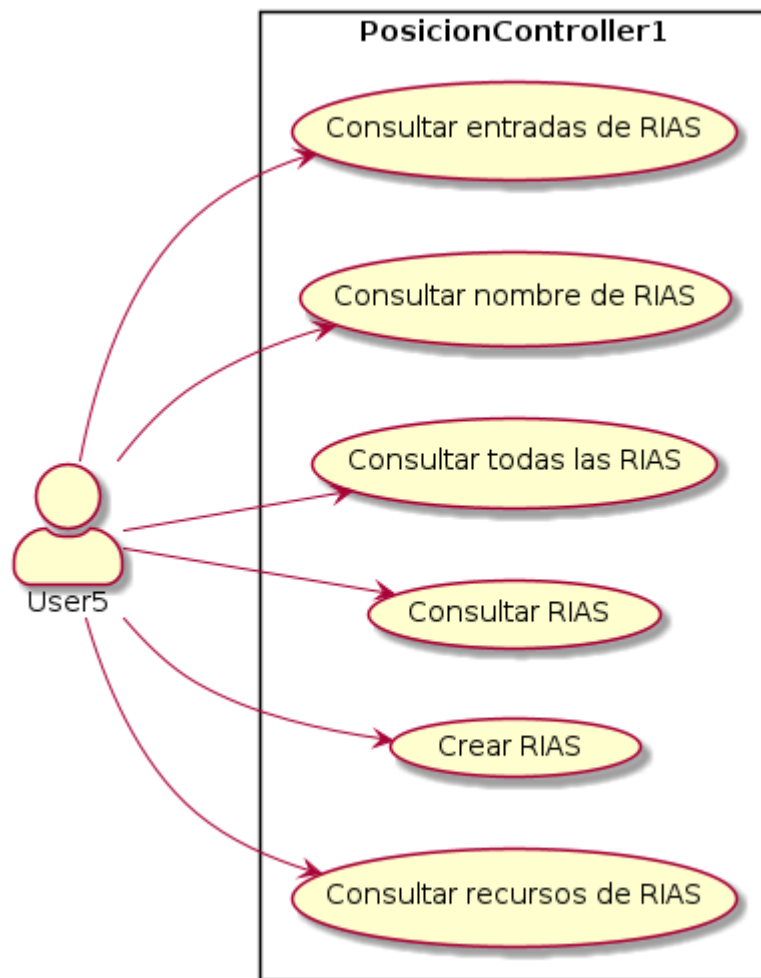 PosicionController1
Consultar entradas de RIAS
Consultar nombre de RIAS
Consultar todas las RIAS
Consultar RIAS
User5
Crear RIAS
Consultar recursos de RIAS